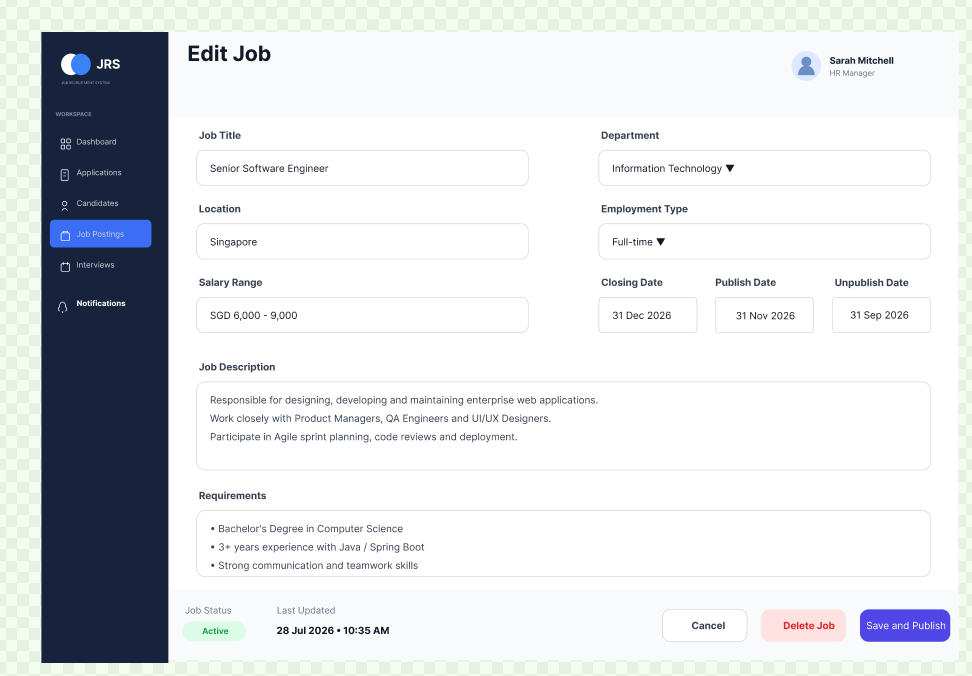 JRS
JOB RECRUITMENT SYSTEM
WORKSPACE
Dashboard
Applications
Candidates
Job Postings
Interviews
Notifications
Edit Job
Sarah Mitchell
HR Manager
Job Title
Department
Senior Software Engineer
Information Technology ▼
Location
Employment Type
Singapore
Full-time ▼
Salary Range
Closing Date
Publish Date
Unpublish Date
SGD 6,000 - 9,000
31 Dec 2026
31 Nov 2026
31 Sep 2026
Job Description
Responsible for designing, developing and maintaining enterprise web applications.
Work closely with Product Managers, QA Engineers and UI/UX Designers.
Participate in Agile sprint planning, code reviews and deployment.
Requirements
• Bachelor's Degree in Computer Science
• 3+ years experience with Java / Spring Boot
• Strong communication and teamwork skills
Job Status
Last Updated
Active
28 Jul 2026 • 10:35 AM
Cancel
Delete Job
Save and Publish